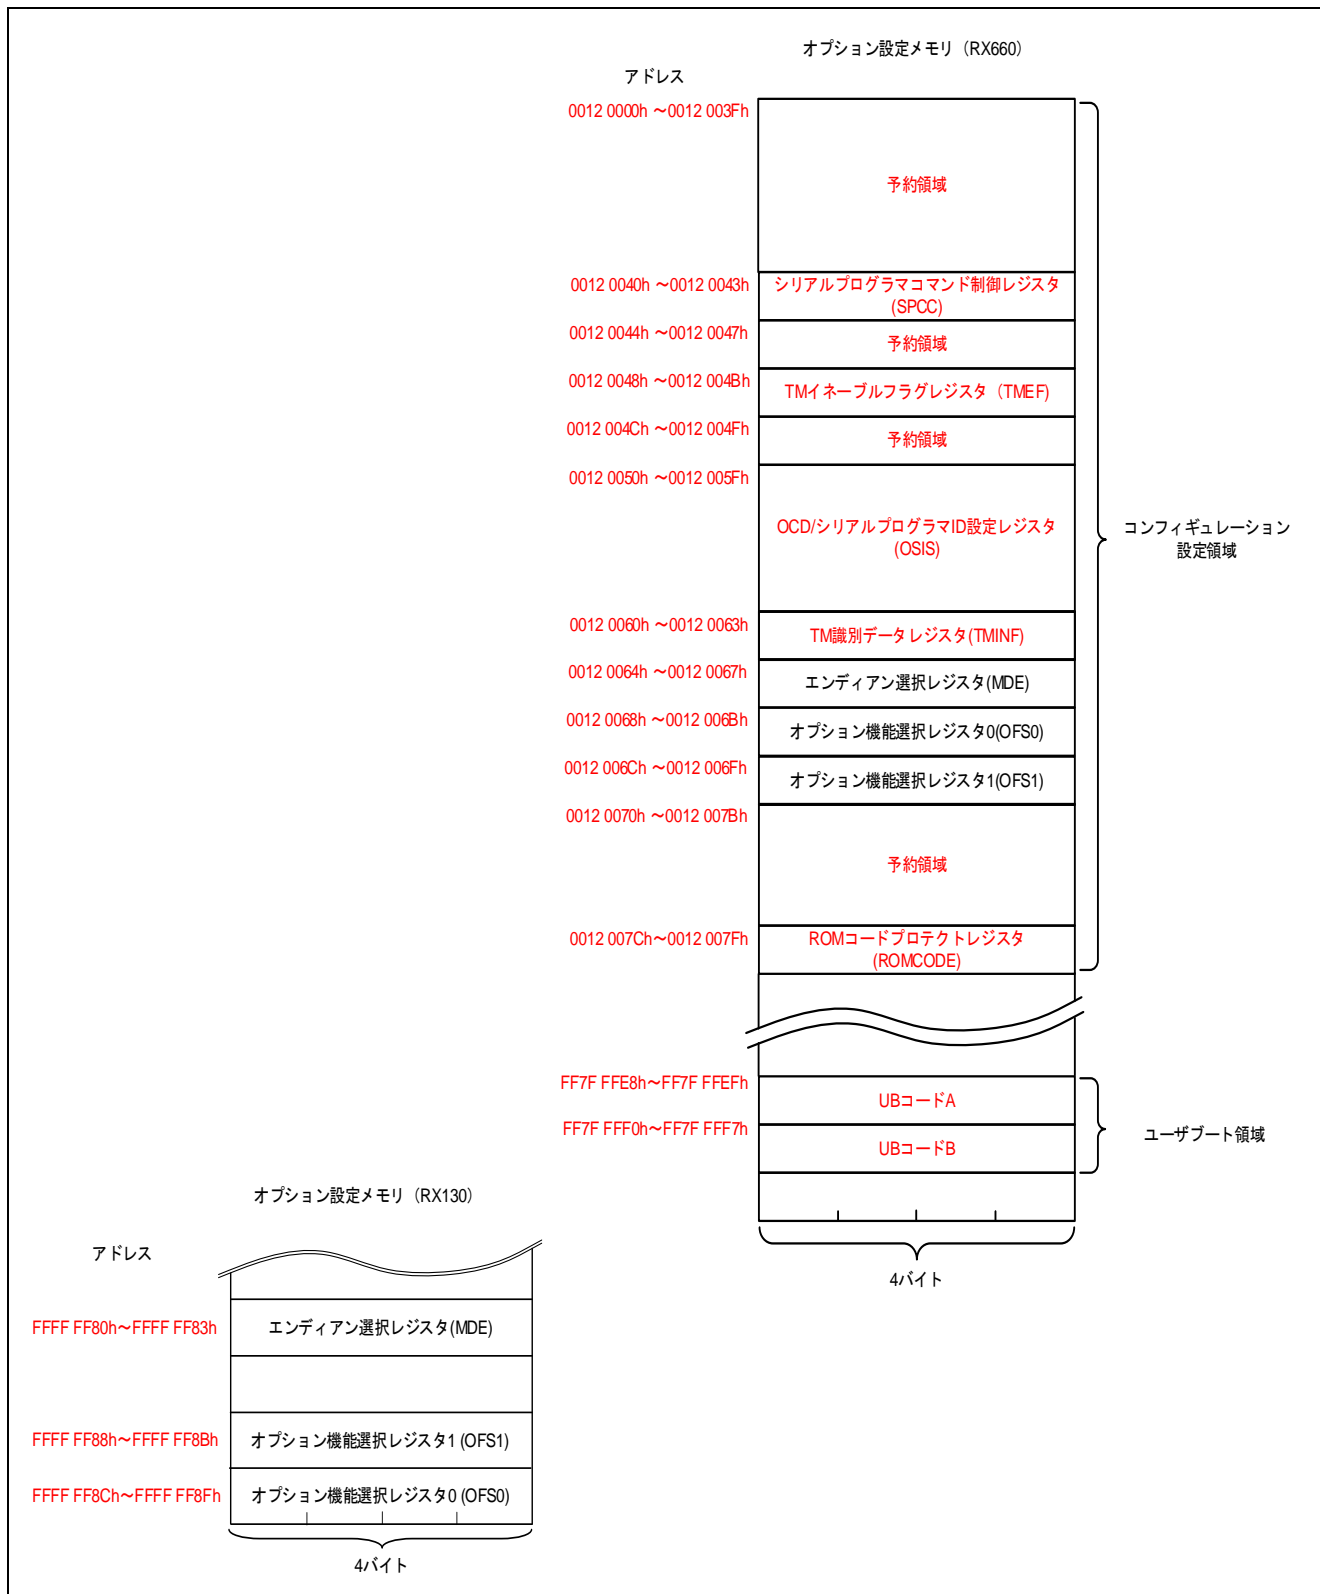 オプション設定メモリ（RX660）
アドレス
0012 0000h ～0012 003Fh
予約領域
0012 0040h ～0012 0043h
シリアルプログラマコマンド制御レジスタ
(SPCC)
0012 0044h ～0012 0047h
予約領域
0012 0048h ～0012 004Bh
TMイネーブルフラグレジスタ（TMEF)
0012 004Ch ～0012 004Fh
予約領域
0012 0050h ～0012 005Fh
OCD/シリアルプログラマID設定レジスタ
(OSIS)
コンフィギュレーション
設定領域
0012 0060h ～0012 0063h
TM識別データレジスタ(TMINF)
0012 0064h ～0012 0067h
エンディアン選択レジスタ(MDE)
0012 0068h ～0012 006Bh
オプション機能選択レジスタ0(OFS0)
0012 006Ch ～0012 006Fh
オプション機能選択レジスタ1(OFS1)
0012 0070h ～0012 007Bh
予約領域
0012 007Ch～0012 007Fh
ROMコードプロテクトレジスタ
(ROMCODE)
FF7F FFE8h～FF7F FFEFh
UBコードA
FF7F FFF0h～FF7F FFF7h
UBコードB
ユーザブート領域
4バイト
オプション設定メモリ（RX130）
アドレス
FFFF FF80h～FFFF FF83h
エンディアン選択レジスタ(MDE)
FFFF FF88h～FFFF FF8Bh
オプション機能選択レジスタ1 (OFS1)
FFFF FF8Ch～FFFF FF8Fh
オプション機能選択レジスタ0 (OFS0)
4バイト